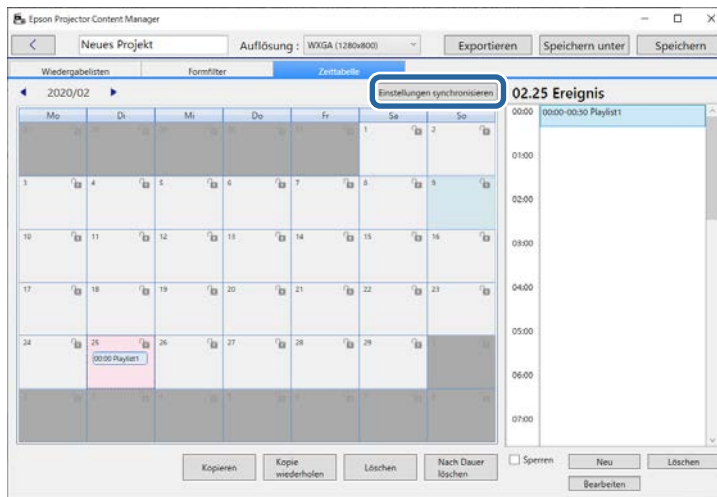 Epson Projector Content Manager
Neues Projekt
Auflösung : WXGA (1280x800)
Exportieren
Speichern unter
Speichern
Wiedergabelisten
Formfilter
Zeittabelle
2020/02
Einstellungen synchronisieren
02.25 Ereignis
Mo Di Mi Do Fr Sa So
1 2
3 4 5 6 7 8 9
10 11 12 13 14 15 16
17 18 19 20 21 22 23
24 25 26 27 28 29
00:00 Playlist1
00:00 00:00-00:30 Playlist1
01:00
02:00
03:00
04:00
05:00
06:00
07:00
Kopieren
Kopie
wiederholen
Löschen
Nach Dauer
löschen
Sperren
Neu
Löschen
Bearbeiten